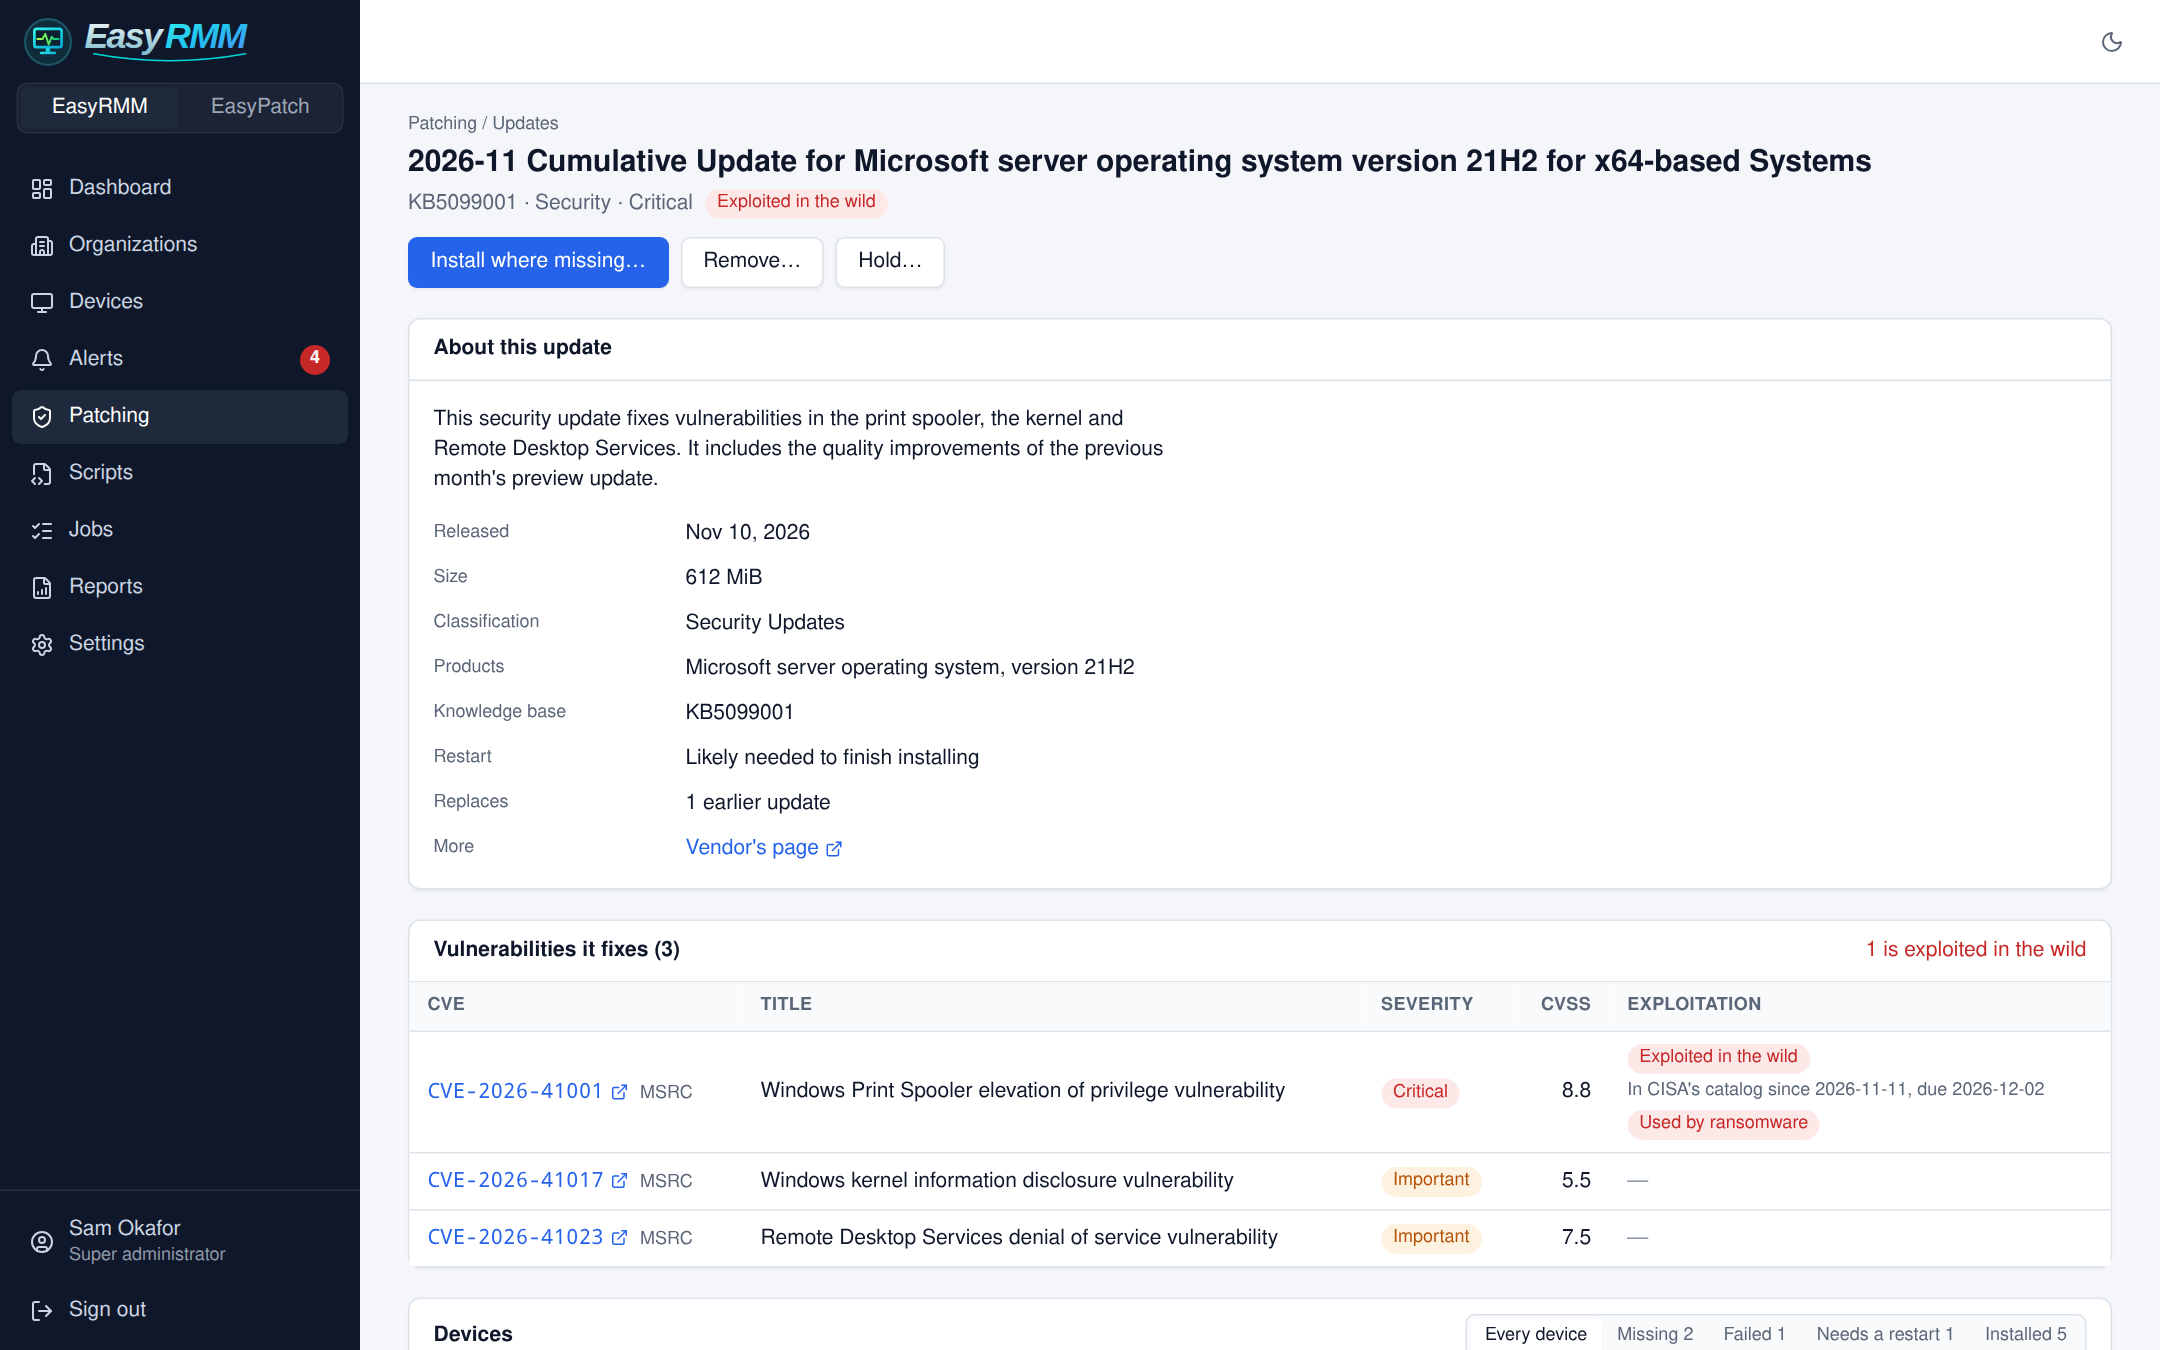 EasyRMM
EasyRMM
EasyPatch
Dashboard
Organizations
Devices
Alerts
4
Patching
Scripts
Jobs
Reports
Settings
Sam Okafor
Super administrator
Sign out
Patching / Updates
2026-11 Cumulative Update for Microsoft server operating system version 21H2 for x64-based Systems
KB5099001 · Security · Critical Exploited in the wild
Install where missing… Remove… Hold…
About this update
This security update fixes vulnerabilities in the print spooler, the kernel and
Remote Desktop Services. It includes the quality improvements of the previous
month's preview update.
Released Nov 10, 2026
Size 612 MiB
Classification Security Updates
Products Microsoft server operating system, version 21H2
Knowledge base KB5099001
Restart Likely needed to finish installing
Replaces 1 earlier update
More Vendor's page
Vulnerabilities it fixes (3) 1 is exploited in the wild
CVE TITLE SEVERITY CVSS EXPLOITATION
CVE-2026-41001 MSRC Windows Print Spooler elevation of privilege vulnerability Critical 8.8 Exploited in the wild
In CISA's catalog since 2026-11-11, due 2026-12-02
Used by ransomware
CVE-2026-41017 MSRC Windows kernel information disclosure vulnerability Important 5.5 —
CVE-2026-41023 MSRC Remote Desktop Services denial of service vulnerability Important 7.5 —
Devices Every device Missing 2 Failed 1 Needs a restart 1 Installed 5